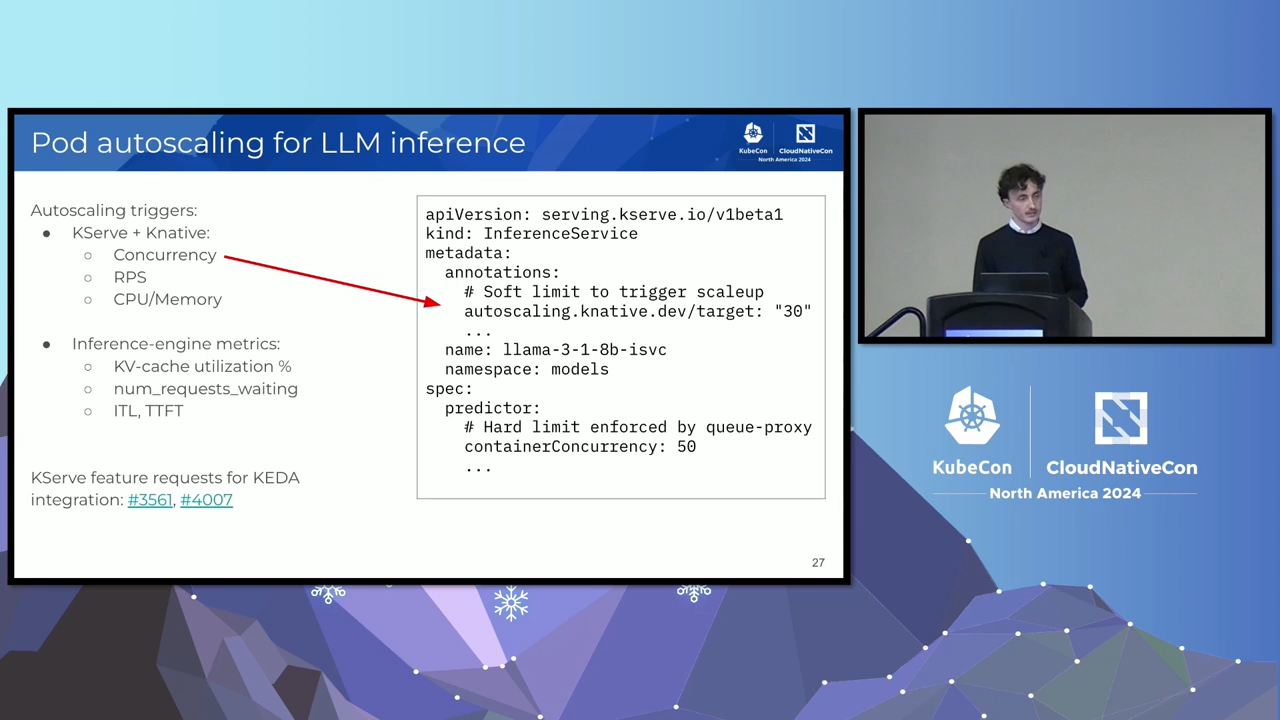 Pod autoscaling for LLM inference
KubeCon
CloudNativeCon
North America 2024
Autoscaling triggers:
● KServe + Knative:
○ Concurrency
○ RPS
○ CPU/Memory
● Inference-engine metrics:
○ KV-cache utilization %
○ num_requests_waiting
○ ITL, TTFT
KServe feature requests for KEDA
integration: #3561, #4007
apiVersion: serving.kserve.io/v1beta1
kind: InferenceService
metadata:
  annotations:
    # Soft limit to trigger scaleup
    autoscaling.knative.dev/target: "30"
    ...
  name: llama-3-1-8b-isvc
  namespace: models
spec:
  predictor:
    # Hard limit enforced by queue-proxy
    containerConcurrency: 50
    ...
27
KubeCon
CloudNativeCon
North America 2024